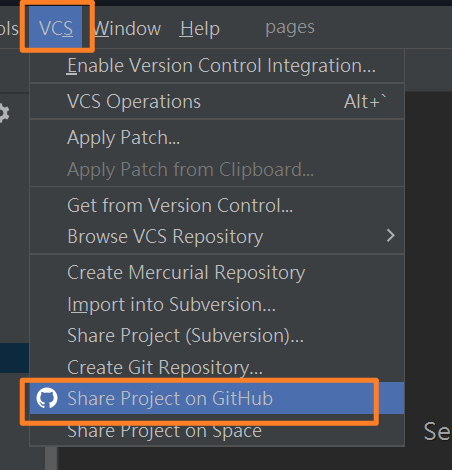 ols VCS Window Help pages
Enable Version Control Integration...
VCS Operations Alt+`
Apply Patch...
Apply Patch from Clipboard...
Get from Version Control...
Browse VCS Repository
Create Mercurial Repository
Import into Subversion...
Share Project (Subversion)...
Create Git Repository...
Share Project on GitHub
Share Project on Space
Se